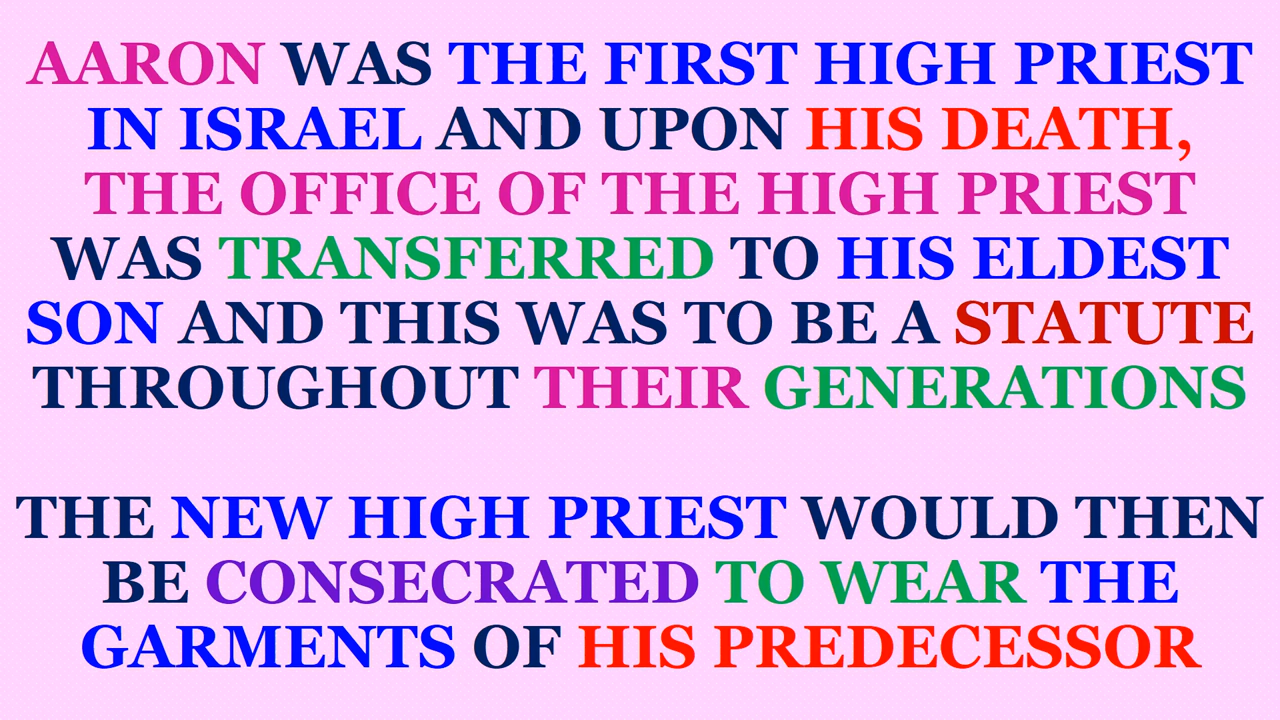 AARON WAS THE FIRST HIGH PRIEST
IN ISRAEL AND UPON HIS DEATH,
THE OFFICE OF THE HIGH PRIEST
WAS TRANSFERRED TO HIS ELDEST
SON AND THIS WAS TO BE A STATUTE
THROUGHOUT THEIR GENERATIONS
THE NEW HIGH PRIEST WOULD THEN
BE CONSECRATED TO WEAR THE
GARMENTS OF HIS PREDECESSOR